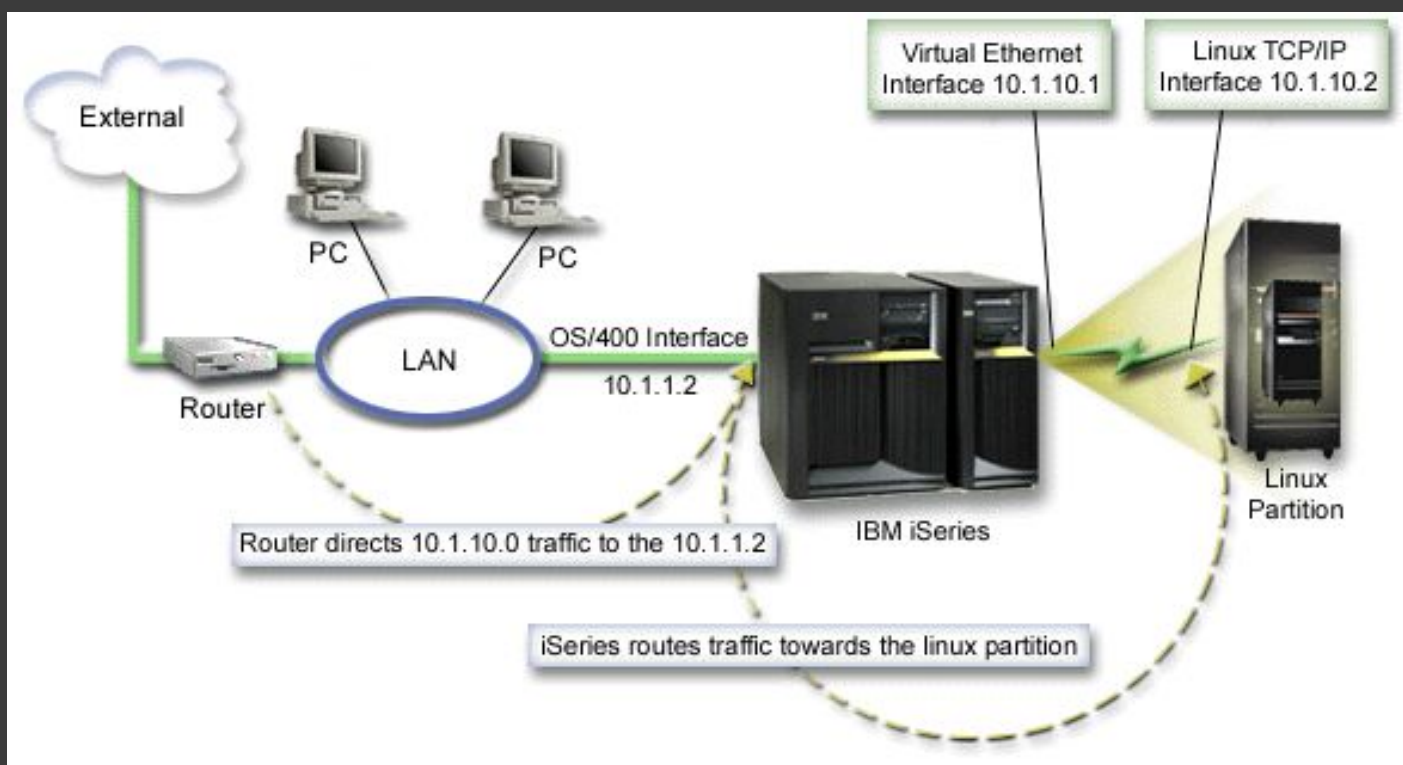 External
Virtual Ethernet
Interface 10.1.10.1
Linux TCP/IP
Interface 10.1.10.2
PC
PC
LAN
OS/400 Interface
10.1.1.2
Router
Router directs 10.1.10.0 traffic to the 10.1.1.2
IBM iSeries
Linux
Partition
iSeries routes traffic towards the linux partition